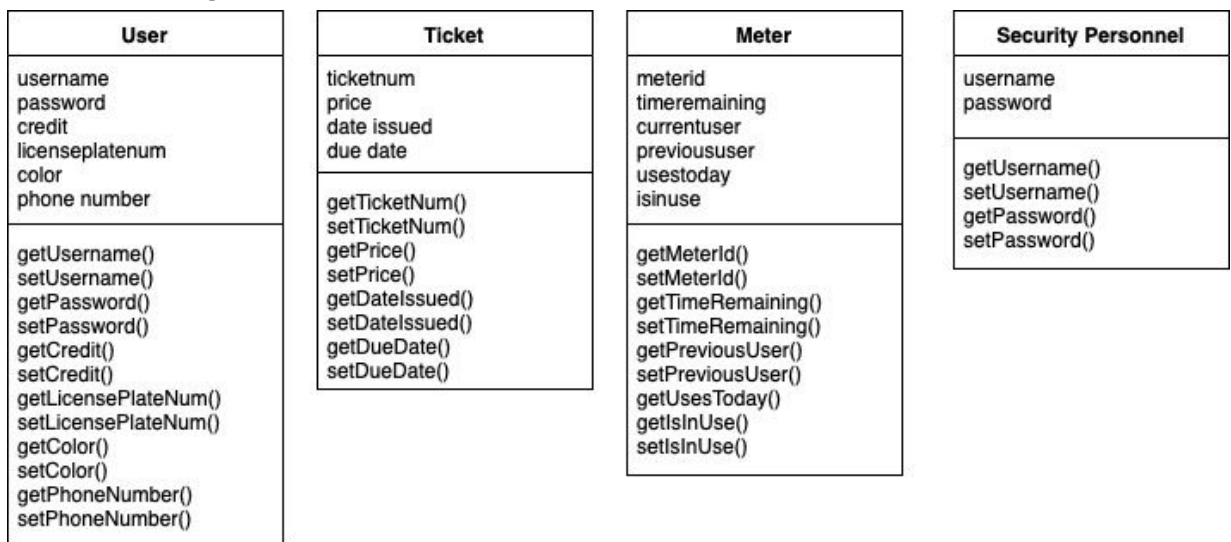 User
username
password
credit
licenseplatenum
color
phone number
getUsername()
setUsername()
getPassword()
setPassword()
getCredit()
setCredit()
getLicensePlateNum()
setLicensePlateNum()
getColor()
setColor()
getPhoneNumber()
setPhoneNumber()
Ticket
ticketnum
price
date issued
due date
getTicketNum()
setTicketNum()
getPrice()
setPrice()
getDateIssued()
setDateIssued()
getDueDate()
setDueDate()
Meter
meterid
timeremaining
currentuser
previoususer
usestoday
isinuse
getMeterId()
setMeterId()
getTimeRemaining()
setTimeRemaining()
getPreviousUser()
setPreviousUser()
getUsesToday()
getIsInUse()
setIsInUse()
Security Personnel
username
password
getUsername()
setUsername()
getPassword()
setPassword()